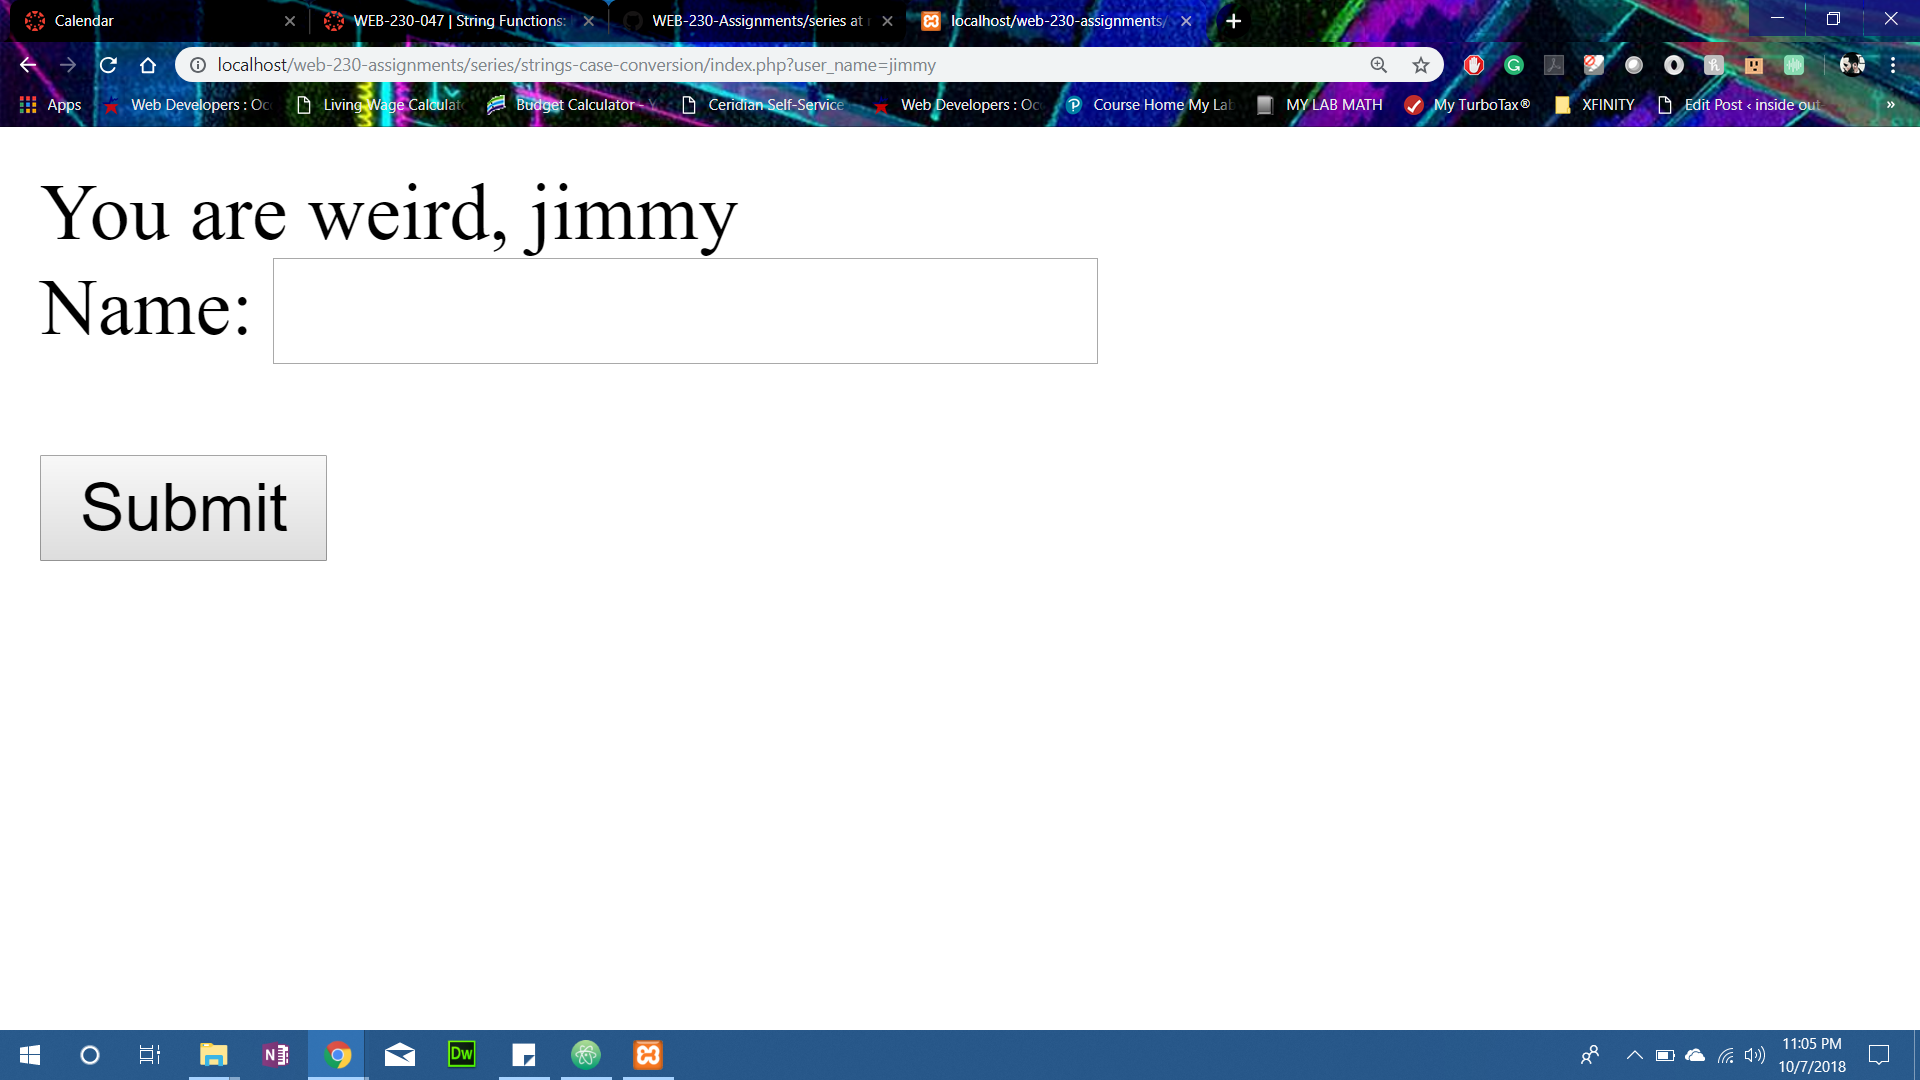 Calendar
WEB-230-047 | String Functions:
WEB-230-Assignments/series at
localhost/web-230-assignments/
localhost/web-230-assignments/series/strings-case-conversion/index.php?user_name=jimmy
Apps
Web Developers : Oc
Living Wage Calculat
Budget Calculator - Y
Ceridian Self-Service
Web Developers : Oc
Course Home My Lab
MY LAB MATH
My TurboTax®
XFINITY
Edit Post ‹ inside out
»
You are weird, jimmy
Name:
Submit
N
Dw
11:05 PM
10/7/2018